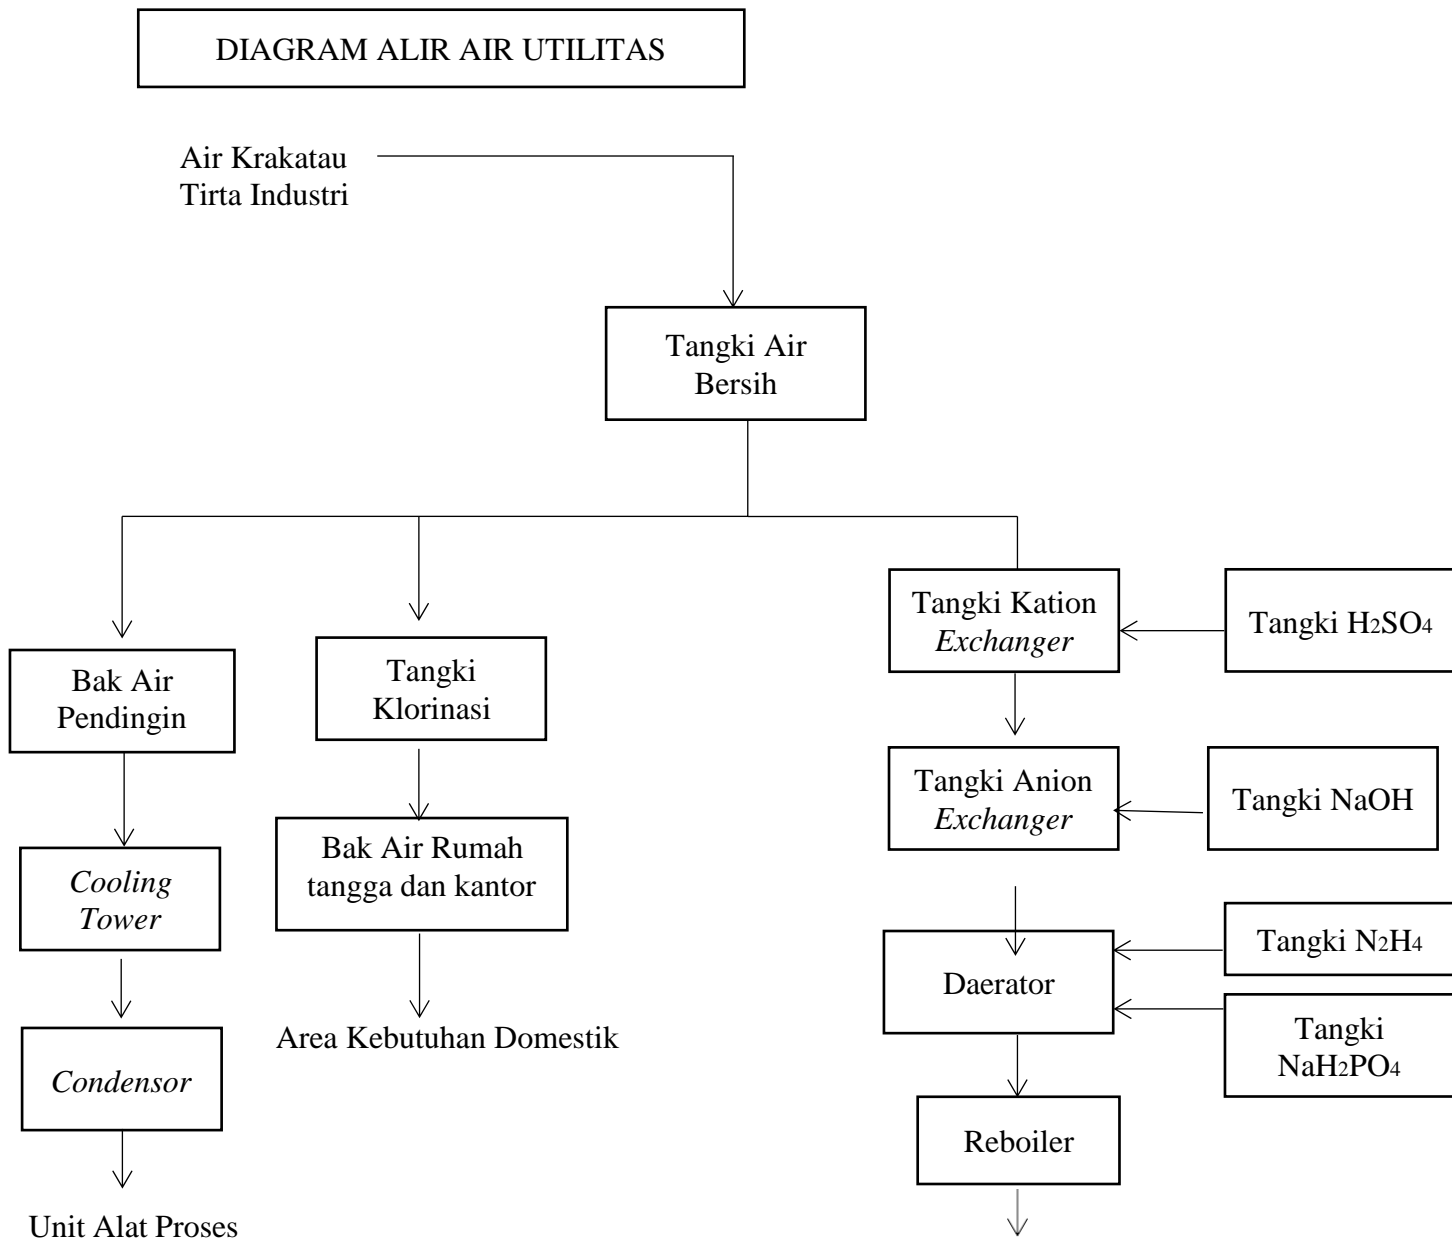 DIAGRAM ALIR AIR UTILITAS
Air Krakatau
Tirta Industri
Tangki Air
Bersih
Bak Air
Pendingin
Cooling
Tower
Condensor
Unit Alat Proses
Tangki
Klorinasi
Bak Air Rumah
tangga dan kantor
Area Kebutuhan Domestik
Tangki Kation
Exchanger
Tangki H2SO4
Tangki Anion
Exchanger
Tangki NaOH
Daerator
Tangki N2H4
Tangki
NaH2PO4
Reboiler